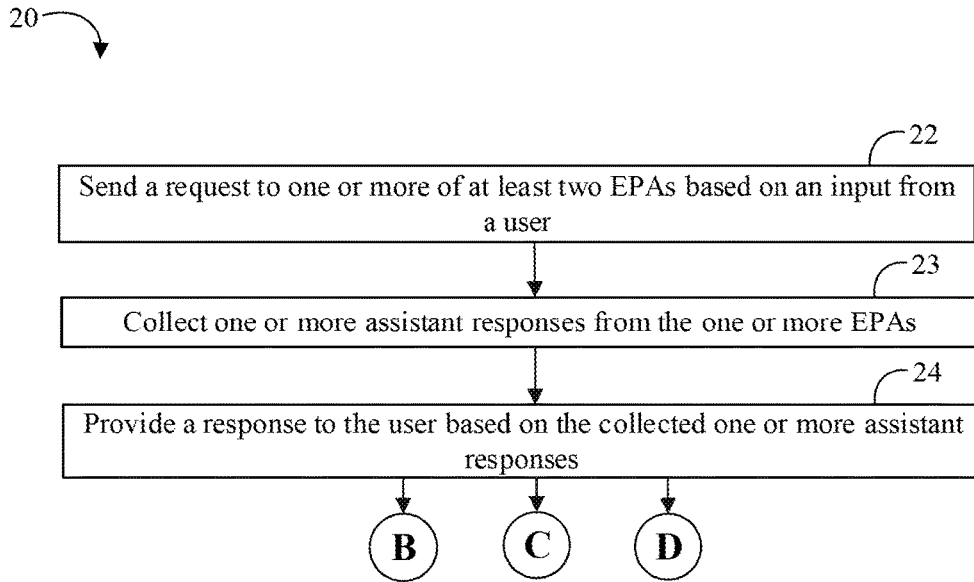 20
22
Send a request to one or more of at least two EPAs based on an input from
a user
23
Collect one or more assistant responses from the one or more EPAs
24
Provide a response to the user based on the collected one or more assistant
responses
B C D